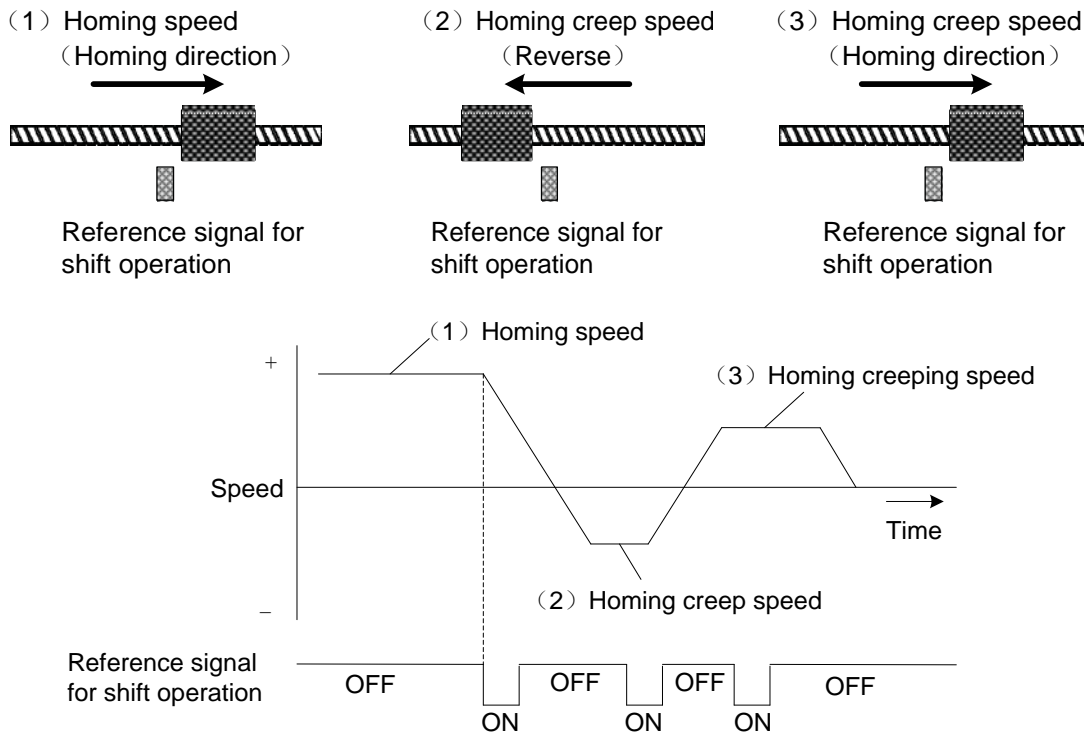 （1）Homing speed
（Homing direction）
Reference signal for
shift operation
（2）Homing creep speed
（Reverse）
Reference signal for
shift operation
（3）Homing creep speed
（Homing direction）
Reference signal for
shift operation
（1）Homing speed
+
（3）Homing creeping speed
Speed
Time
（2）Homing creep speed
−
Reference signal
for shift operation
OFF
ON
OFF
ON
OFF
ON
OFF